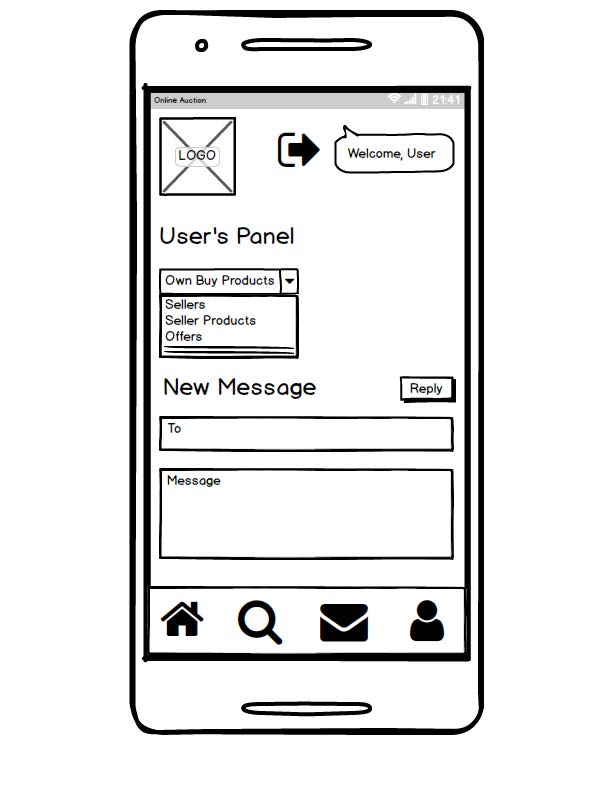 Online Auction
21:41
LOGO
Welcome, User
User's Panel
Own Buy Products
Sellers
Seller Products
Offers
New Message
Reply
To
Message